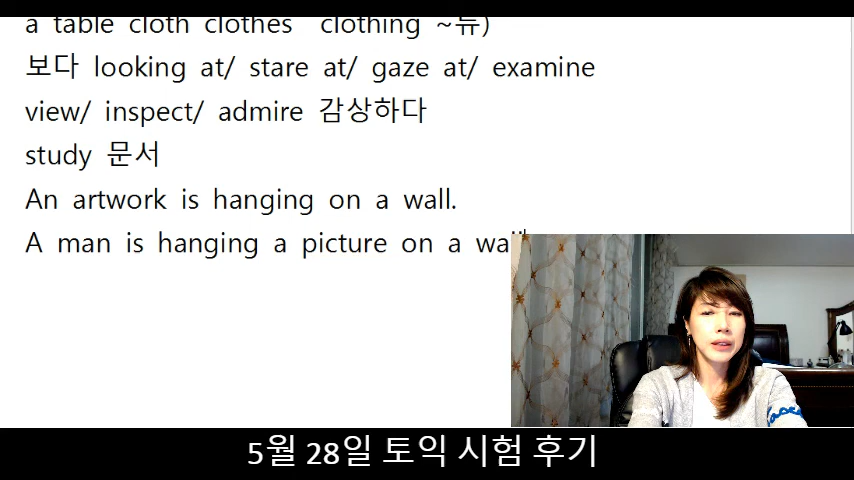 a table cloth clothes clothing ~류)
보다 looking at/ stare at/ gaze at/ examine
view/ inspect/ admire 감상하다
study 문서
An artwork is hanging on a wall.
A man is hanging a picture on a
5월 28일 토익 시험 후기